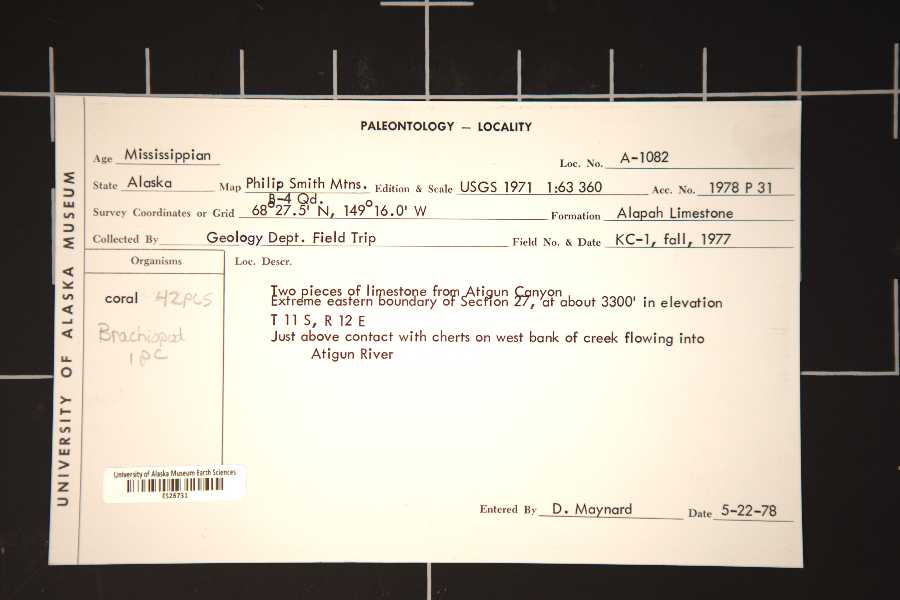 PALEONTOLOGY — LOCALITY
Age Mississippian
Loc. No. A-1082
State Alaska Map Philip Smith Mtns. Edition & Scale USGS 1971 1:63 360 Acc. No. 1978 P 31
B-4 Qd.
Survey Coordinates or Grid 68°27.5' N, 149°16.0' W Formation Alapah Limestone
Collected By Geology Dept. Field Trip Field No. & Date KC-1, fall, 1977
Organisms
Loc. Descr.
coral 42pcs
Brachiopod
1 pc
Two pieces of limestone from Atigun Canyon
Extreme eastern boundary of Section 27, at about 3300' in elevation
T 11 S, R 12 E
Just above contact with cherts on west bank of creek flowing into
Atigun River
University of Alaska Museum Earth Sciences
ES26731
Entered By D. Maynard Date 5-22-78
UNIVERSITY OF ALASKA MUSEUM